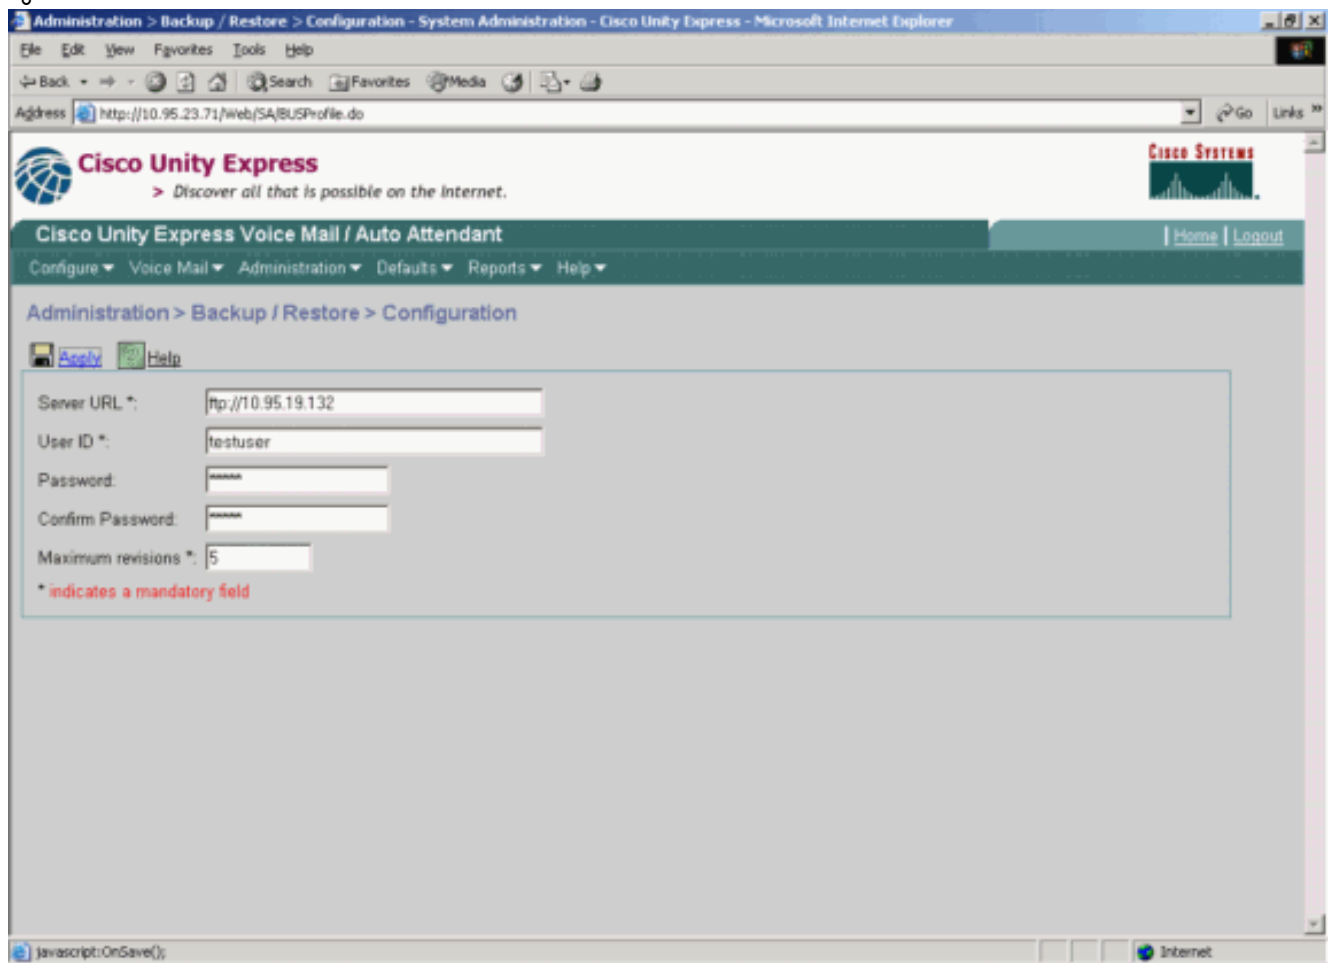 Administration > Backup / Restore > Configuration - System Administration - Cisco Unity Express - Microsoft Internet Explorer
File Edit View Favorites Tools Help
Back Search Favorites Media
Address http://10.95.23.71/Web/SA/BUSProfile.do Go Links »
Cisco Unity Express
> Discover all that is possible on the Internet.
CISCO SYSTEMS
Cisco Unity Express Voice Mail / Auto Attendant | Home | Logout
Configure Voice Mail Administration Defaults Reports Help
Administration > Backup / Restore > Configuration
Apply Help
Server URL *: ftp://10.95.19.132
User ID *: testuser
Password: *****
Confirm Password: *****
Maximum revisions *: 5
* indicates a mandatory field
javascript:OnSave(); Internet